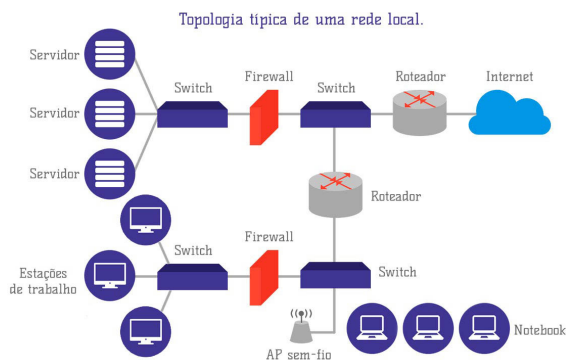 Topologia típica de uma rede local.
Servidor
Switch
Firewall
Switch
Roteador
Internet
Servidor
Servidor
Roteador
Switch
Firewall
Switch
Estações
de trabalho
AP sem-fio
Notebook